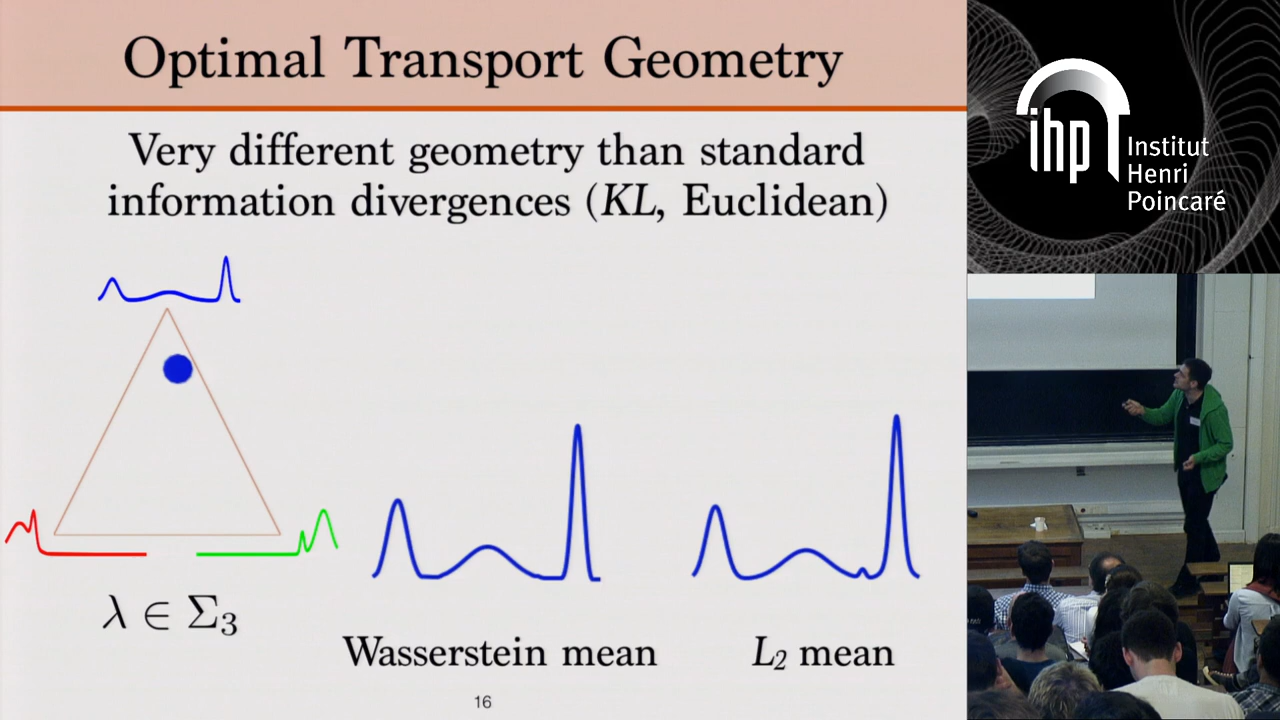 Optimal Transport Geometry
Very different geometry than standard
information divergences (KL, Euclidean)
λ ∈ Σ₃
Wasserstein mean
L₂ mean
16
ihp
Institut
Henri
Poincaré